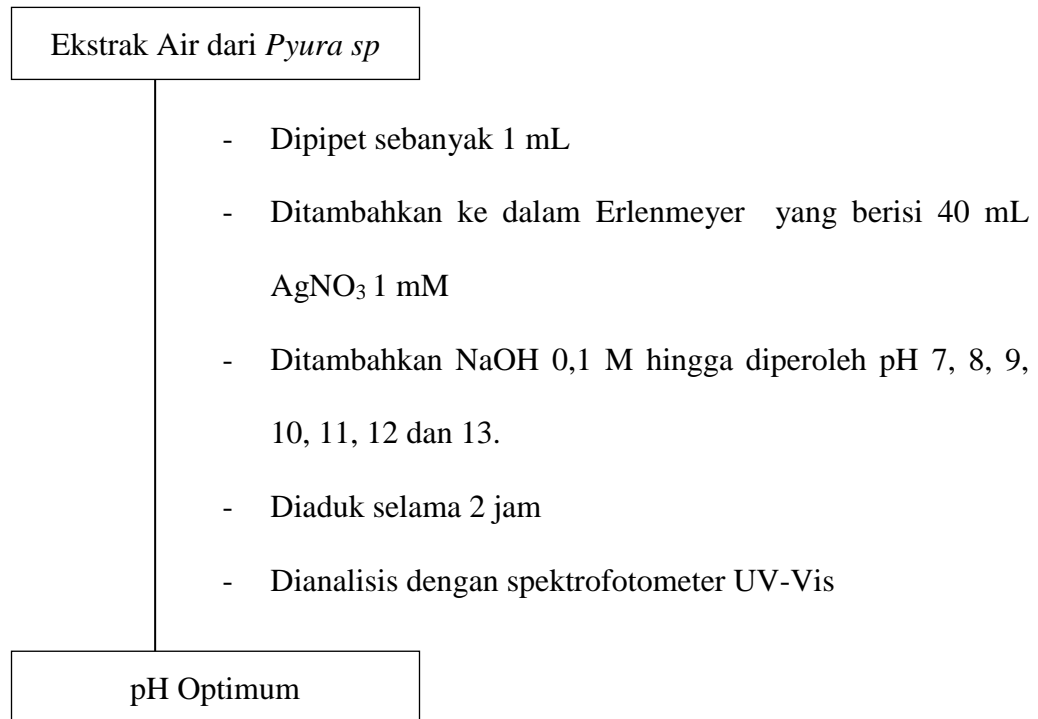 Ekstrak Air dari Pyura sp
- Dipipet sebanyak 1 mL
- Ditambahkan ke dalam Erlenmeyer yang berisi 40 mL
AgNO₃ 1 mM
- Ditambahkan NaOH 0,1 M hingga diperoleh pH 7, 8, 9,
10, 11, 12 dan 13.
- Diaduk selama 2 jam
- Dianalisis dengan spektrofotometer UV-Vis
pH Optimum